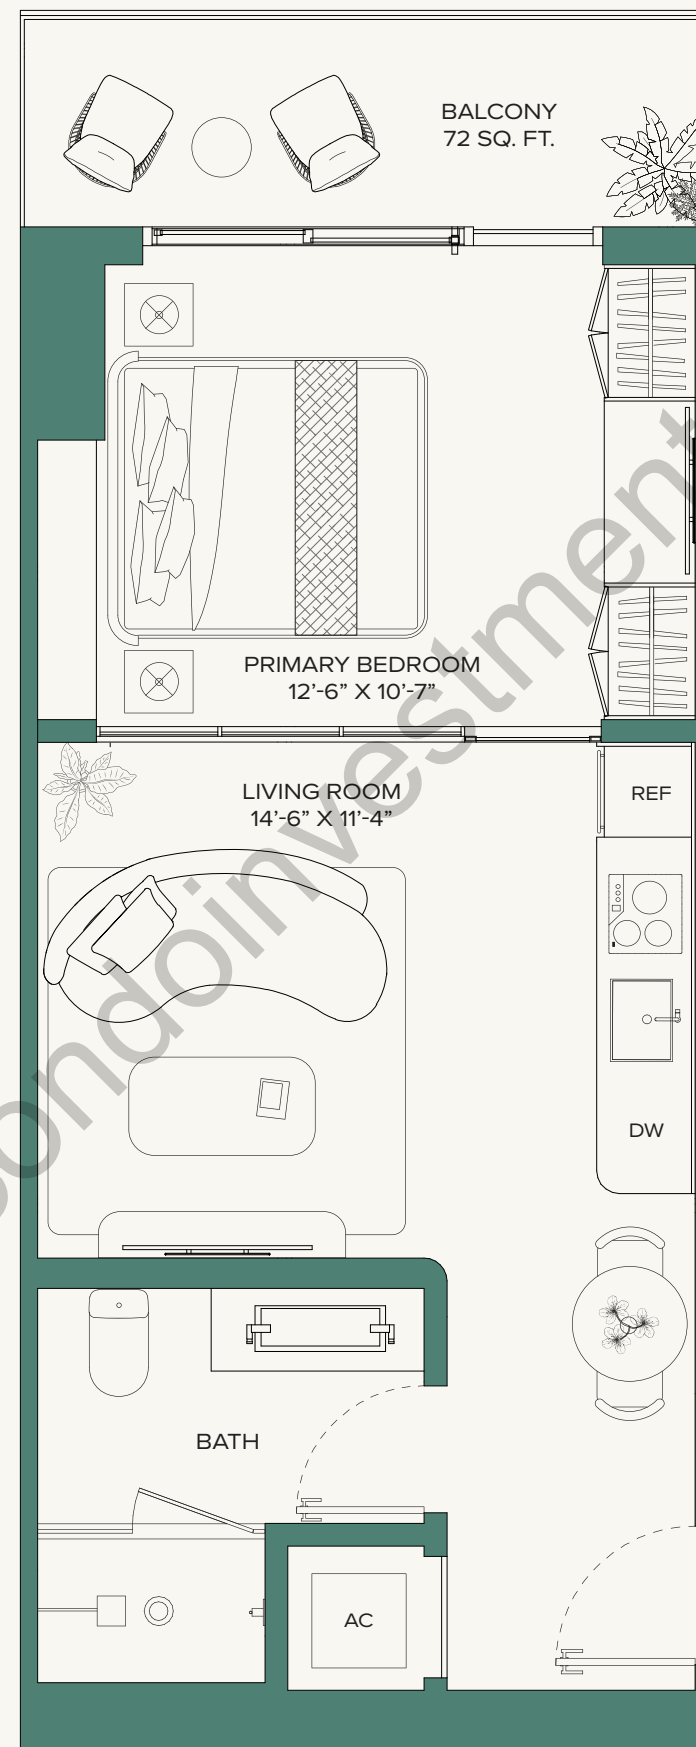 BALCONY
72 SQ. FT.
PRIMARY BEDROOM
12’-6” X 10’-7”
LIVING ROOM
14’-6” X 11’-4”
REF
DW
BATH
AC
ondoinvestment